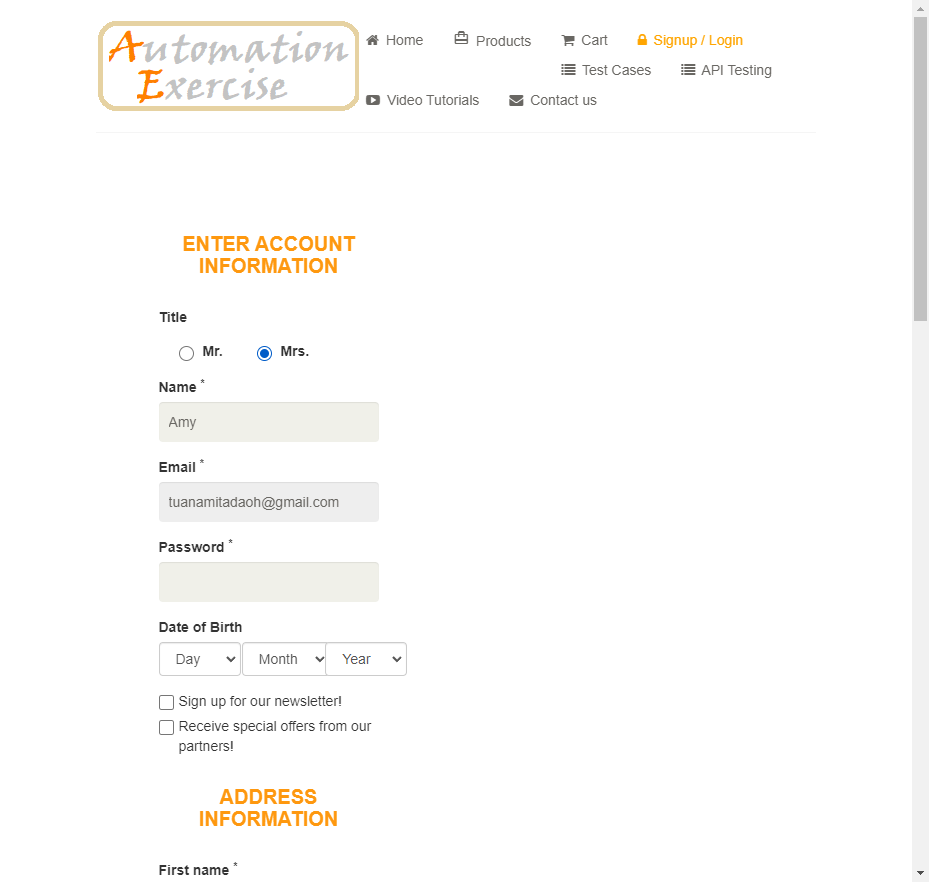 Automation
Exercise
Home
Products
Cart
Signup / Login
Test Cases
API Testing
Video Tutorials
Contact us
ENTER ACCOUNT
INFORMATION
Title
Mr.
Mrs.
Name *
Amy
Email *
tuanamitadaoh@gmail.com
Password *
Date of Birth
Day
Month
Year
Sign up for our newsletter!
Receive special offers from our
partners!
ADDRESS
INFORMATION
First name *